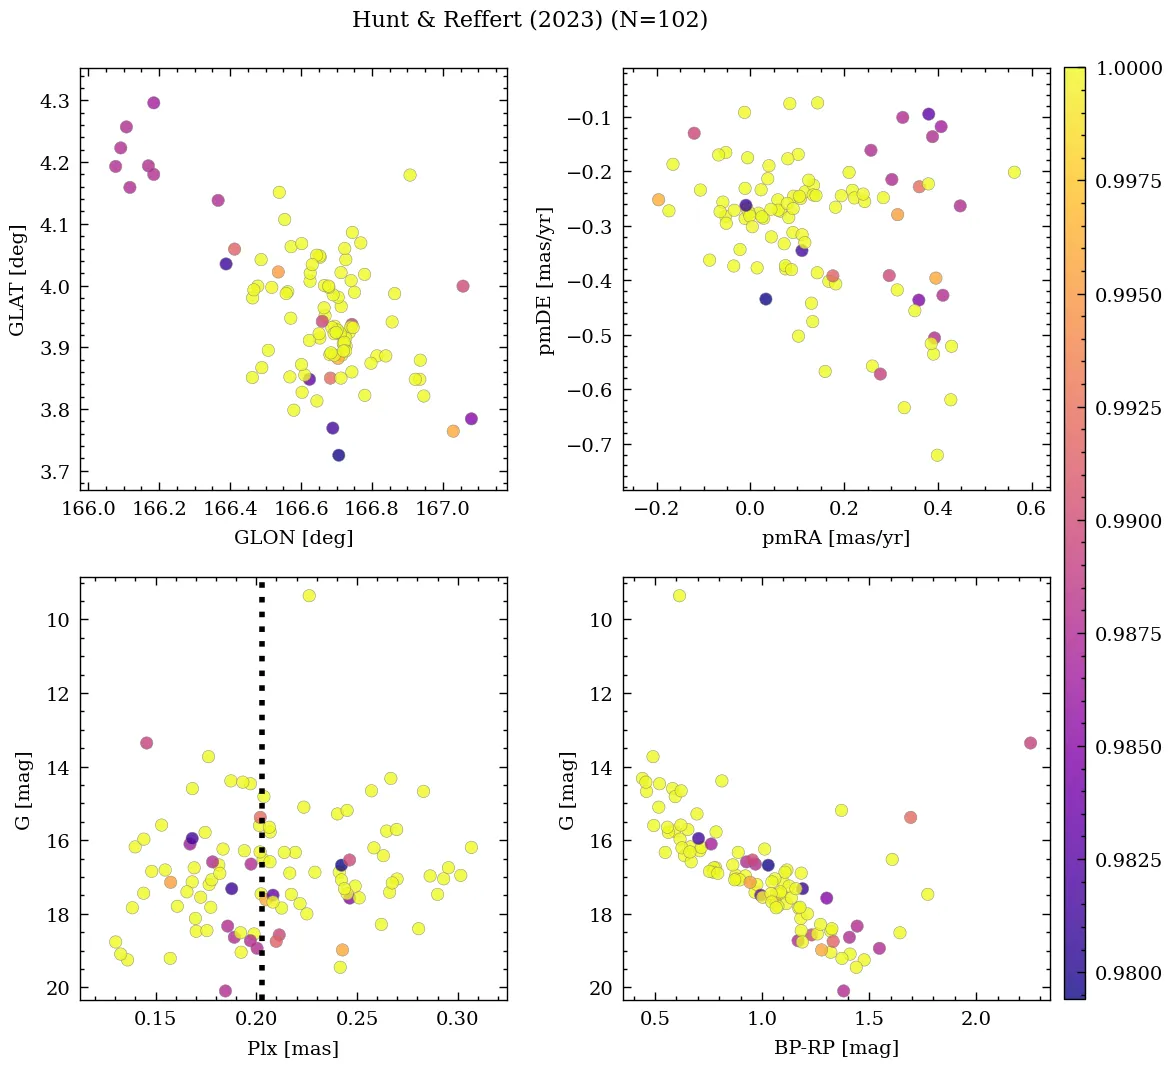 Hunt & Reffert (2023) (N=102)
4.3
4.2
4.1
4.0
3.9
3.8
3.7
GLAT [deg]
166.0 166.2 166.4 166.6 166.8 167.0
GLON [deg]
−0.1
−0.2
−0.3
−0.4
−0.5
−0.6
−0.7
pmDE [mas/yr]
−0.2 0.0 0.2 0.4 0.6
pmRA [mas/yr]
10
12
14
16
18
20
G [mag]
0.15 0.20 0.25 0.30
Plx [mas]
10
12
14
16
18
20
G [mag]
0.5 1.0 1.5 2.0
BP-RP [mag]
1.0000
0.9975
0.9950
0.9925
0.9900
0.9875
0.9850
0.9825
0.9800